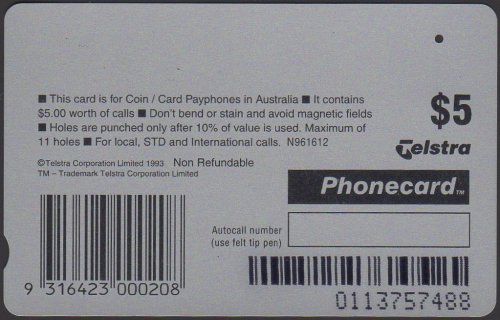 ■ This card is for Coin / Card Payphones in Australia ■ It contains
$5.00 worth of calls ■ Don't bend or stain and avoid magnetic fields
■ Holes are punched only after 10% of value is used. Maximum of
11 holes ■ For local, STD and International calls. N961612
©Telstra Corporation Limited 1993 Non Refundable
TM – Trademark Telstra Corporation Limited
$5
Telstra
Phonecard TM
Autocall number
(use felt tip pen)
9 316423 000208
0113757488